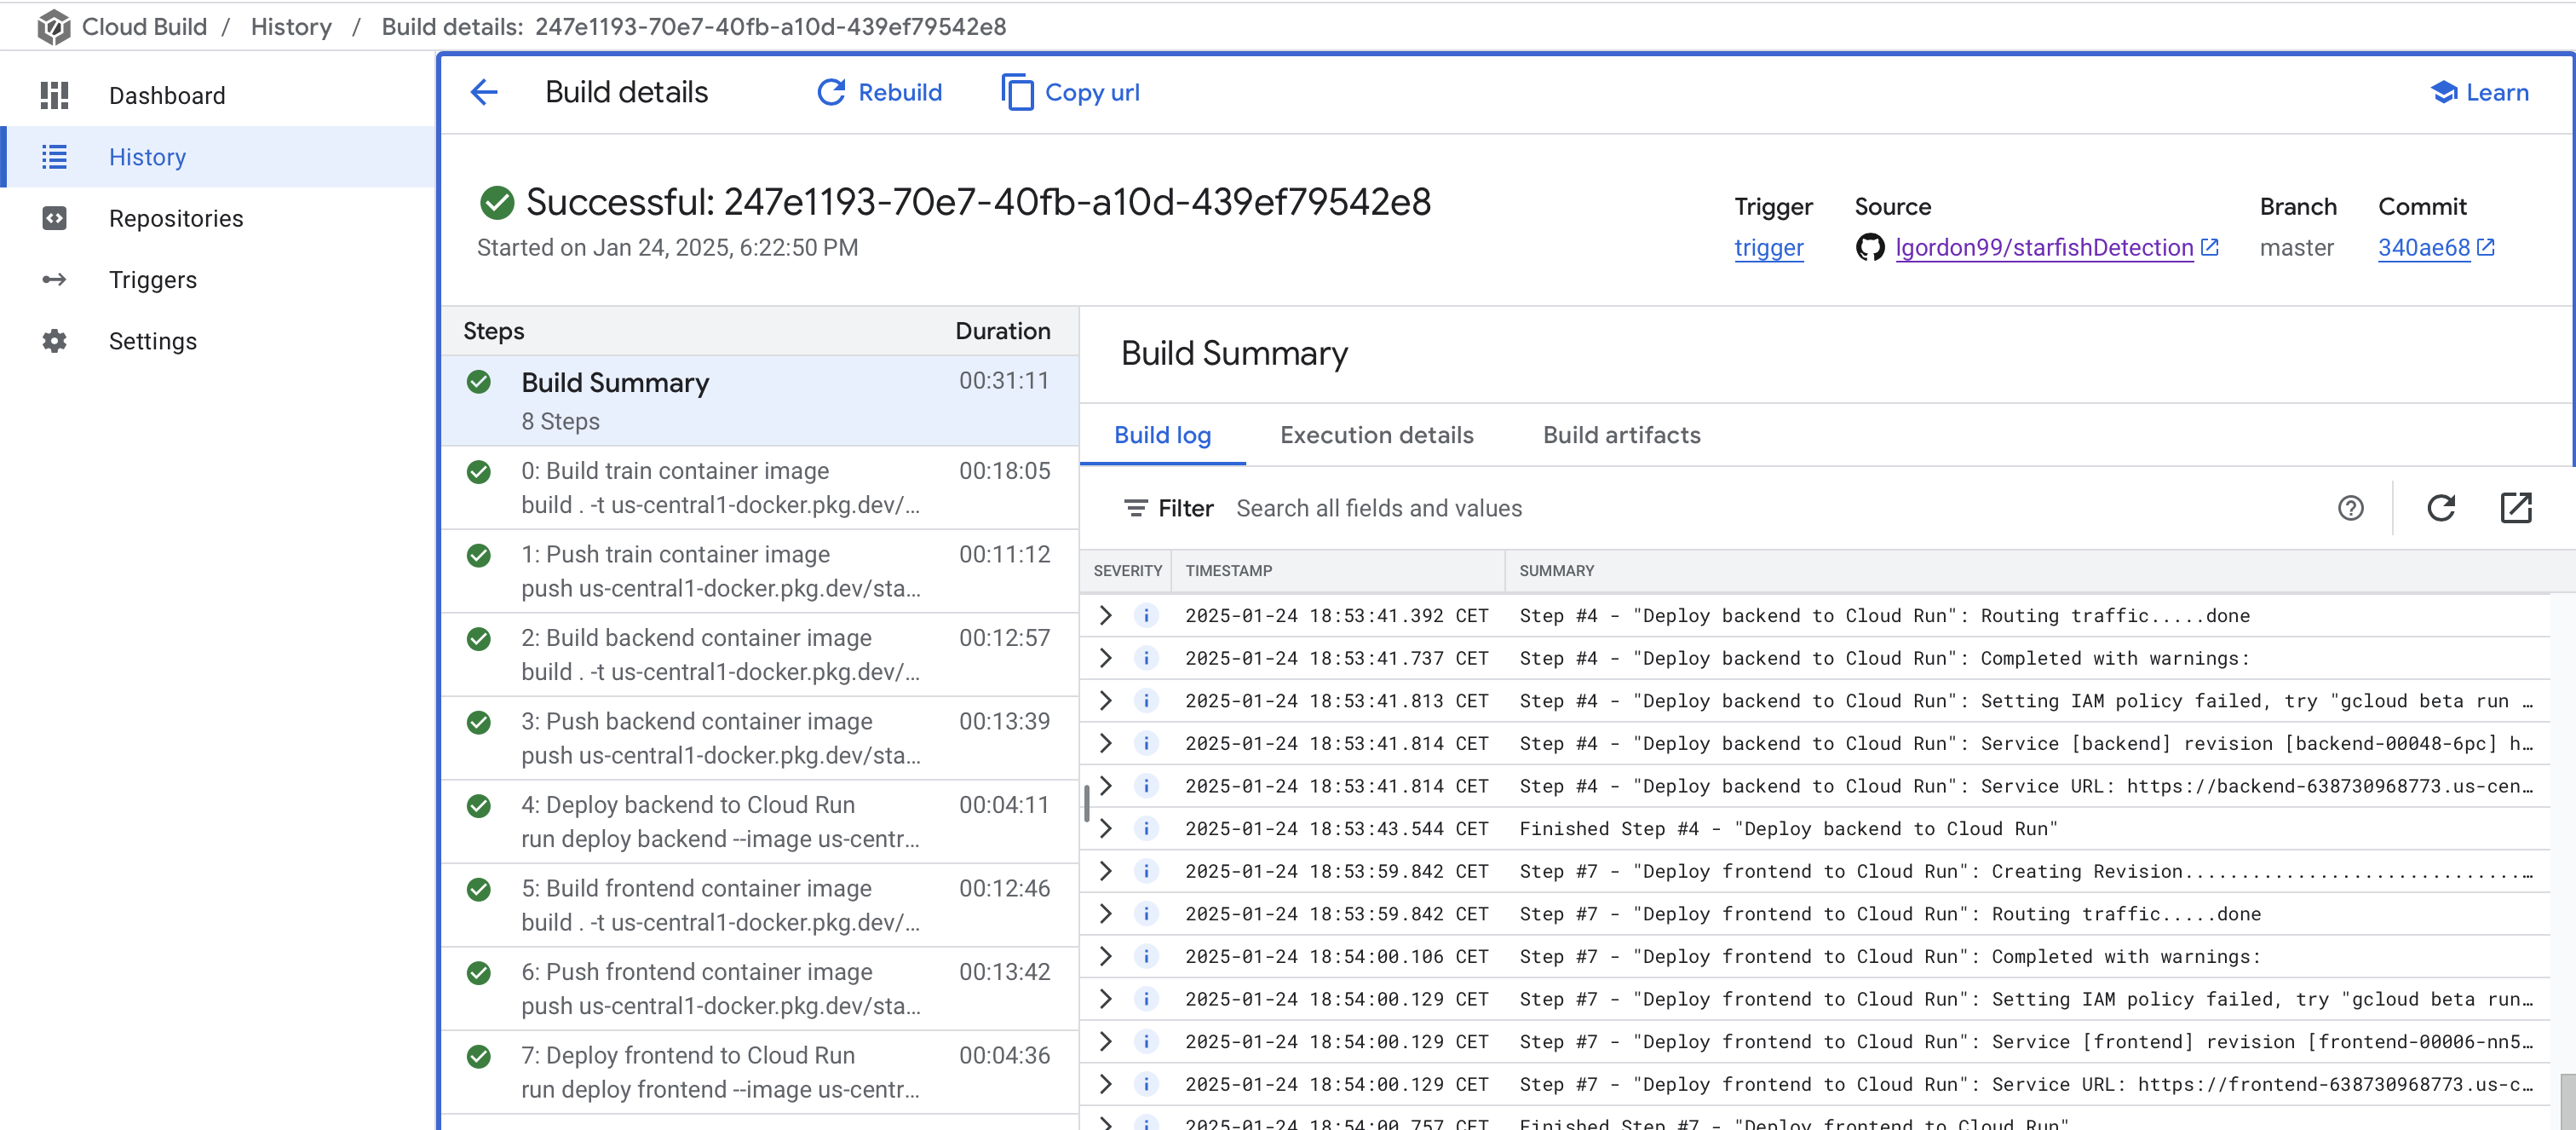 Cloud Build / History / Build details: 247e1193-70e7-40fb-a10d-439ef79542e8
Dashboard
History
Repositories
Triggers
Settings
Build details
Rebuild
Copy url
Learn
Successful: 247e1193-70e7-40fb-a10d-439ef79542e8
Started on Jan 24, 2025, 6:22:50 PM
Trigger Source Branch Commit
trigger lgordon99/starfishDetection master 340ae68
Steps Duration
Build Summary 00:31:11
8 Steps
0: Build train container image 00:18:05
build . -t us-central1-docker.pkg.dev/...
1: Push train container image 00:11:12
push us-central1-docker.pkg.dev/sta...
2: Build backend container image 00:12:57
build . -t us-central1-docker.pkg.dev/...
3: Push backend container image 00:13:39
push us-central1-docker.pkg.dev/sta...
4: Deploy backend to Cloud Run 00:04:11
run deploy backend --image us-centr...
5: Build frontend container image 00:12:46
build . -t us-central1-docker.pkg.dev/...
6: Push frontend container image 00:13:42
push us-central1-docker.pkg.dev/sta...
7: Deploy frontend to Cloud Run 00:04:36
run deploy frontend --image us-centr...
Build Summary
Build log Execution details Build artifacts
Filter Search all fields and values
SEVERITY TIMESTAMP SUMMARY
2025-01-24 18:53:41.392 CET Step #4 - "Deploy backend to Cloud Run": Routing traffic.....done
2025-01-24 18:53:41.737 CET Step #4 - "Deploy backend to Cloud Run": Completed with warnings:
2025-01-24 18:53:41.813 CET Step #4 - "Deploy backend to Cloud Run": Setting IAM policy failed, try "gcloud beta run …
2025-01-24 18:53:41.814 CET Step #4 - "Deploy backend to Cloud Run": Service [backend] revision [backend-00048-6pc] h…
2025-01-24 18:53:41.814 CET Step #4 - "Deploy backend to Cloud Run": Service URL: https://backend-638730968773.us-cen…
2025-01-24 18:53:43.544 CET Finished Step #4 - "Deploy backend to Cloud Run"
2025-01-24 18:53:59.842 CET Step #7 - "Deploy frontend to Cloud Run": Creating Revision..............................…
2025-01-24 18:53:59.842 CET Step #7 - "Deploy frontend to Cloud Run": Routing traffic.....done
2025-01-24 18:54:00.106 CET Step #7 - "Deploy frontend to Cloud Run": Completed with warnings:
2025-01-24 18:54:00.129 CET Step #7 - "Deploy frontend to Cloud Run": Setting IAM policy failed, try "gcloud beta run…
2025-01-24 18:54:00.129 CET Step #7 - "Deploy frontend to Cloud Run": Service [frontend] revision [frontend-00006-nn5…
2025-01-24 18:54:00.129 CET Step #7 - "Deploy frontend to Cloud Run": Service URL: https://frontend-638730968773.us-c…
2025-01-24 18:54:00.757 CET Finished Step #7 - "Deploy frontend to Cloud Run"